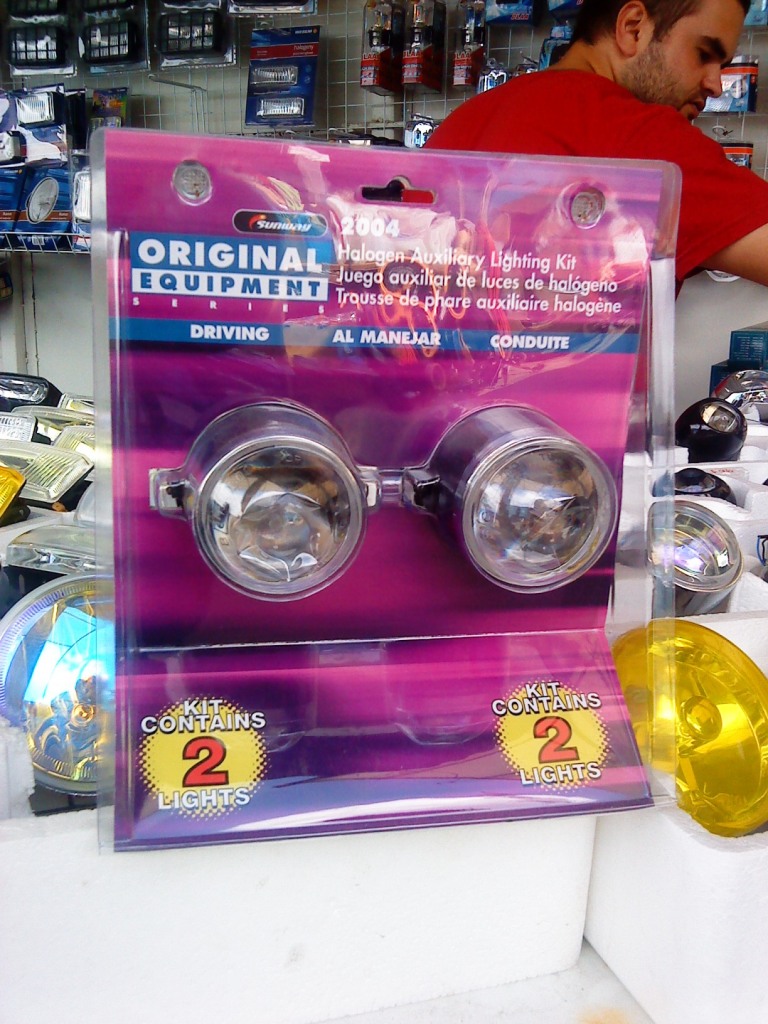 Sunway
2004
ORIGINAL
EQUIPMENT
SERIES
Halogen Auxiliary Lighting Kit
Juego auxiliar de luces de halógeno
Trousse de phare auxiliaire halogène
DRIVING AL MANEJAR CONDUITE
KIT
CONTAINS
2
LIGHTS
KIT
CONTAINS
2
LIGHTS